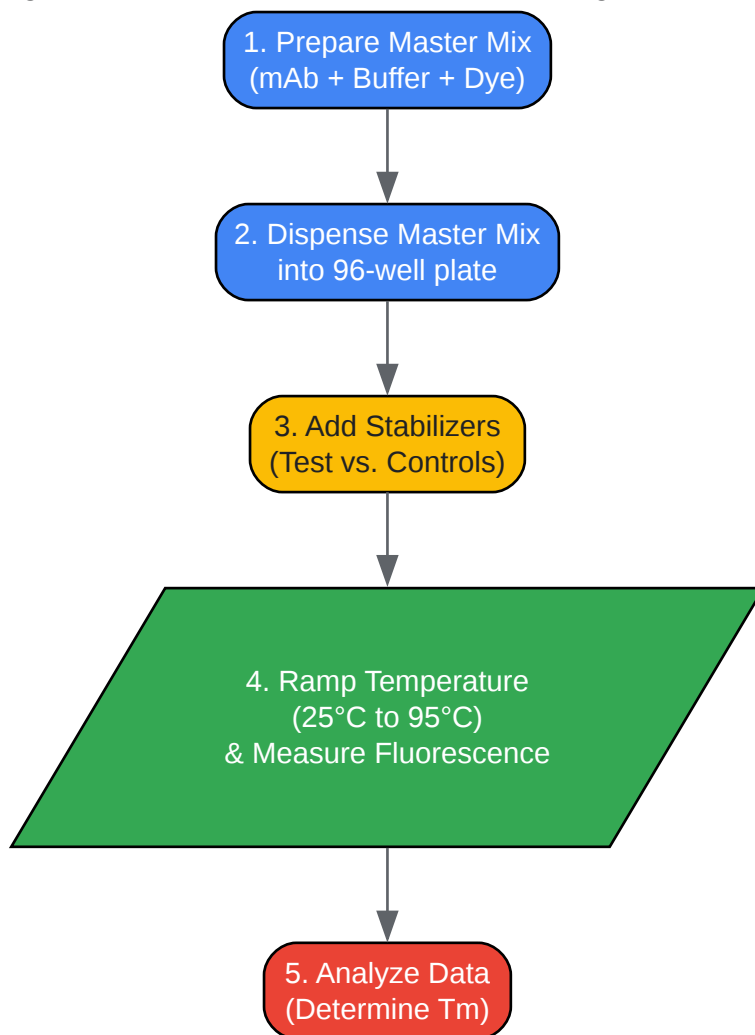 1. Prepare Master Mix
(mAb + Buffer + Dye)
2. Dispense Master Mix
into 96-well plate
3. Add Stabilizers
(Test vs. Controls)
4. Ramp Temperature
(25°C to 95°C)
& Measure Fluorescence
5. Analyze Data
(Determine Tm)